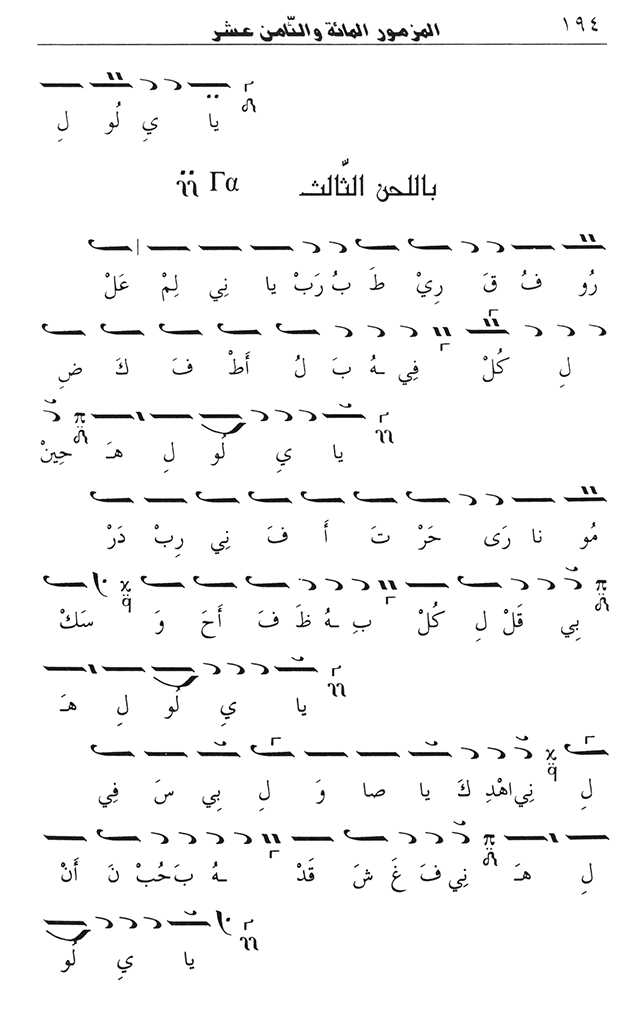 ١٩٤ المزمور المائة والثّامن عشر
لِ لُو يِ يا
باللحن الثّالث Γα
عَلْ لِمْ نِي يا رَبْ بُ طَ رِيْ قَ فُ رُو
ضِ كَ فَ أَطْ لُ بَ ـهُ فِي كُلْ لِ
حِينْ هَـ لِ لُو يِ يا
دَرْ رِبْ نِي فَ أَ تَ حَرْ رَى نا مُو
سَكْ وَ أَحَ فَ ظَ ـهُ بِـ كُلْ لِ قَلْ بِي
هَـ لِ لُو يِ يا
فِي سَ بِي لِ وَ صا يا كَ اهْدِ نِي لِ
أَنْ نَ حُبْ بَ ـهُ قَدْ شَ غَ فَ نِي هَـ لِ
لُو يِ يا